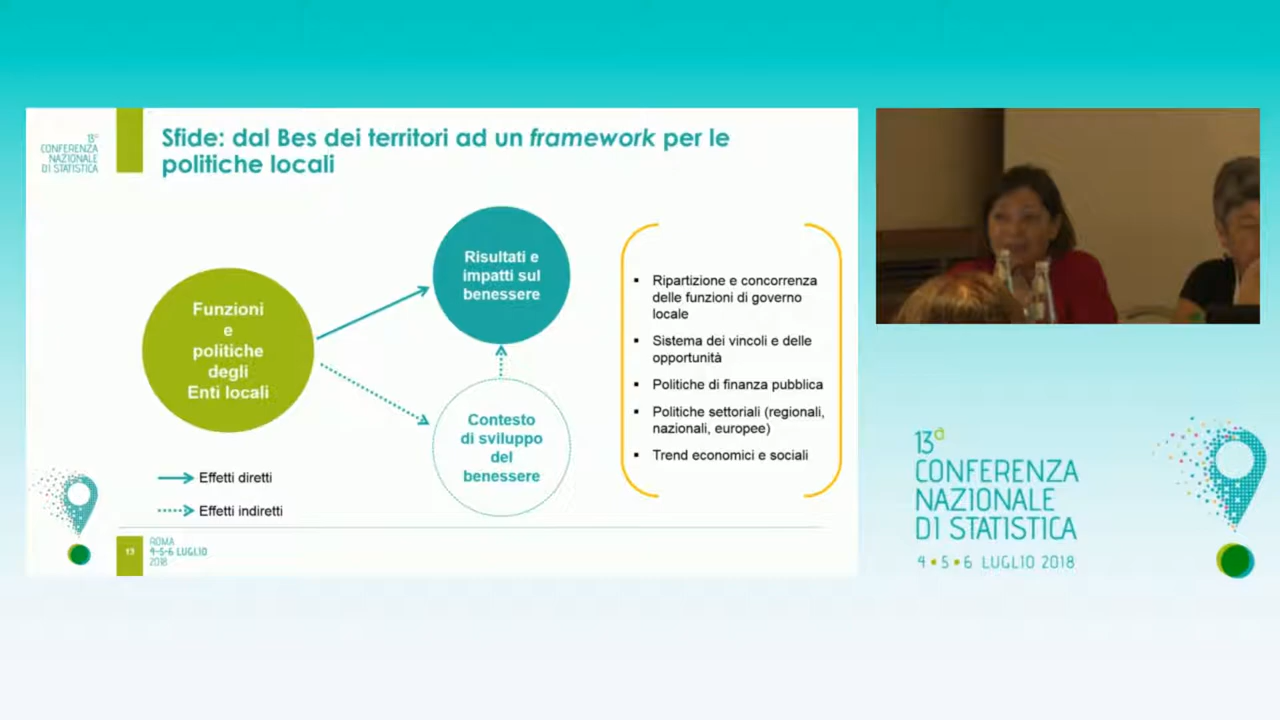 13ª
CONFERENZA
NAZIONALE
DI STATISTICA
Sfide: dal Bes dei territori ad un framework per le
politiche locali
Funzioni
e
politiche
degli
Enti locali
Risultati e
impatti sul
benessere
Contesto
di sviluppo
del
benessere
Effetti diretti
Effetti indiretti
▪ Ripartizione e concorrenza
delle funzioni di governo
locale
▪ Sistema dei vincoli e delle
opportunità
▪ Politiche di finanza pubblica
▪ Politiche settoriali (regionali,
nazionali, europee)
▪ Trend economici e sociali
13
ROMA
4-5-6 LUGLIO
2018
13ª
CONFERENZA
NAZIONALE
DI STATISTICA
4•5•6 LUGLIO 2018